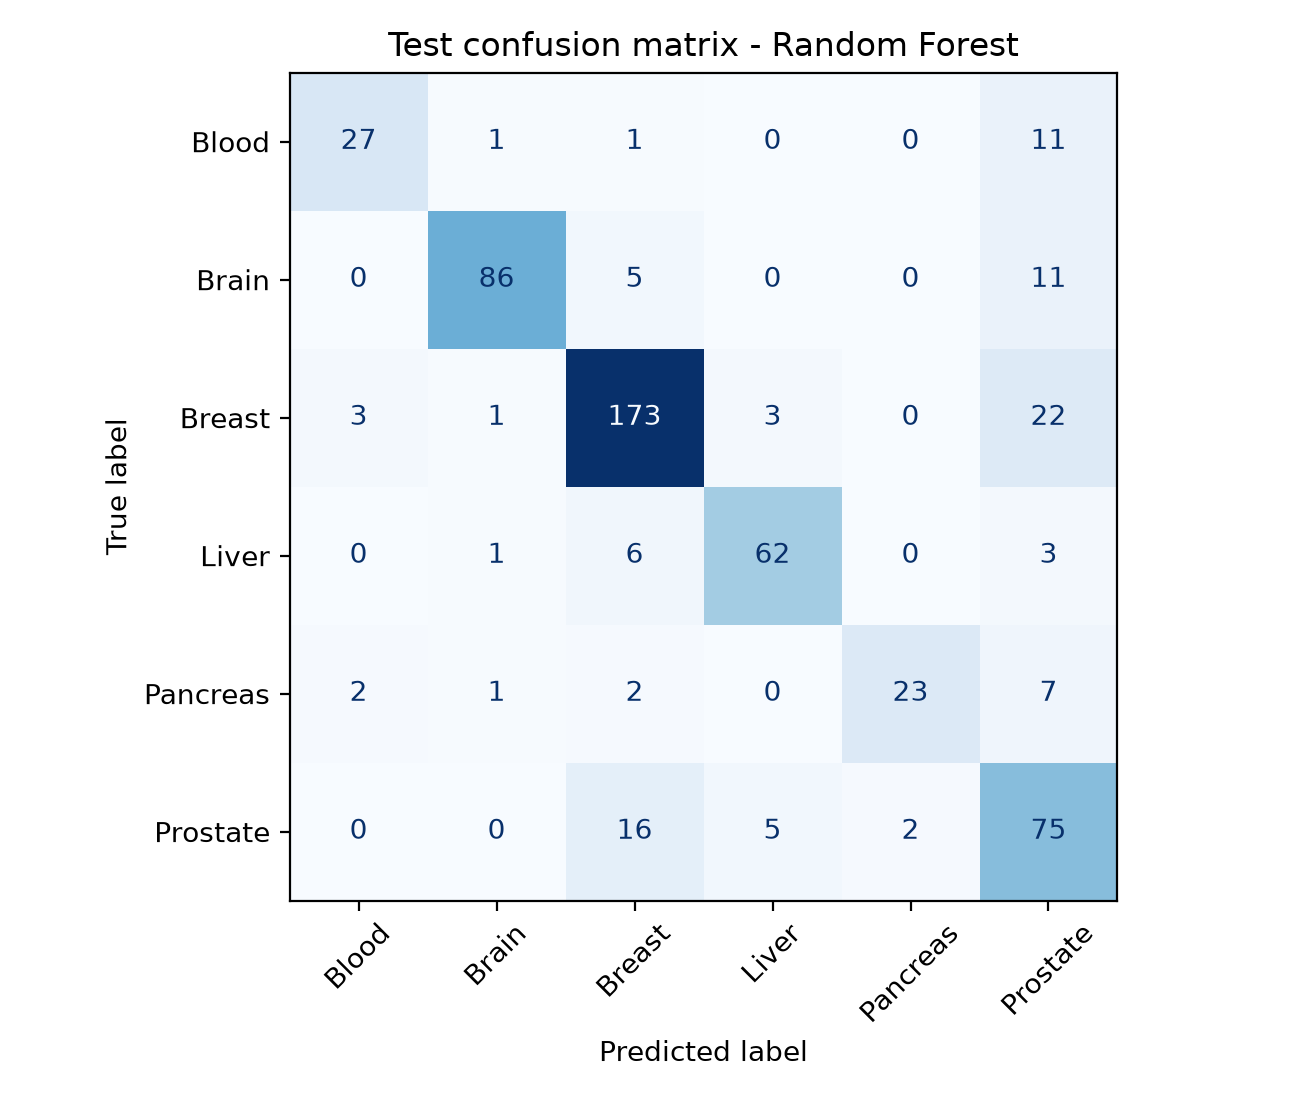 Test confusion matrix - Random Forest
Blood 27 1 1 0 0 11
Brain 0 86 5 0 0 11
Breast 3 1 173 3 0 22
Liver 0 1 6 62 0 3
Pancreas 2 1 2 0 23 7
Prostate 0 0 16 5 2 75
True label
Blood Brain Breast Liver Pancreas Prostate
Predicted label